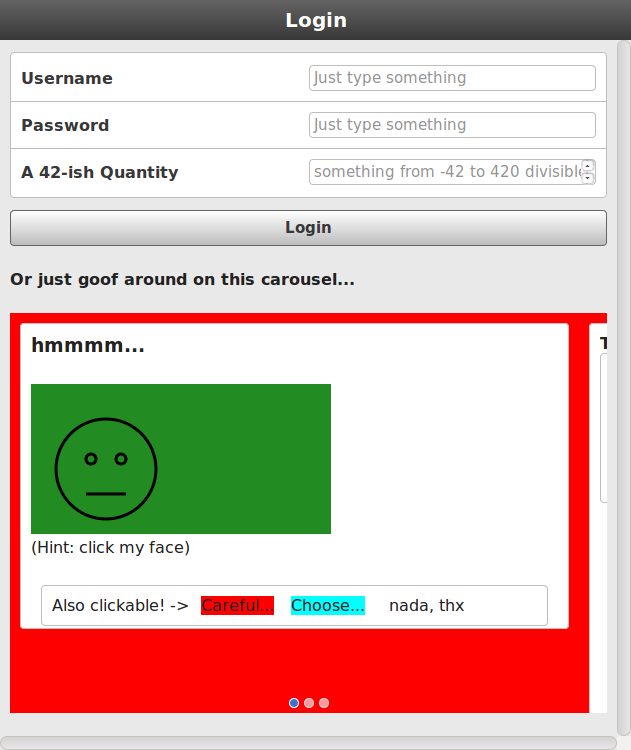 Login
Username
Just type something
Password
Just type something
A 42-ish Quantity
something from -42 to 420 divisible
Login
Or just goof around on this carousel...
hmmmm...
(Hint: click my face)
Also clickable! -> Careful... Choose... nada, thx